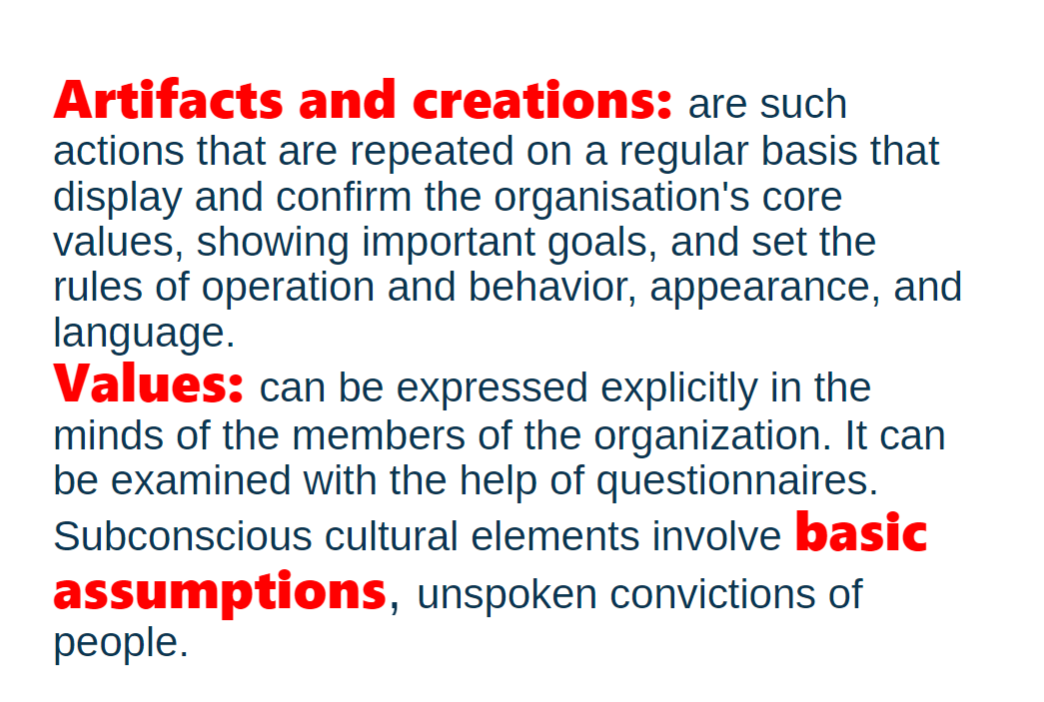 Artifacts and creations: are such
actions that are repeated on a regular basis that
display and confirm the organisation's core
values, showing important goals, and set the
rules of operation and behavior, appearance, and
language.
Values: can be expressed explicitly in the
minds of the members of the organization. It can
be examined with the help of questionnaires.
Subconscious cultural elements involve basic
assumptions, unspoken convictions of
people.